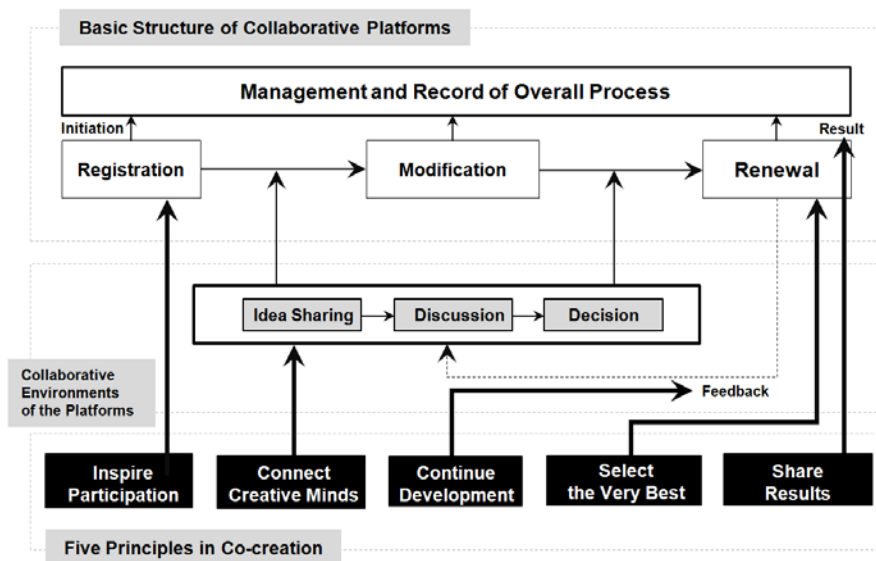 Basic Structure of Collaborative Platforms
Management and Record of Overall Process
Initiation
Result
Registration
Modification
Renewal
Idea Sharing
Discussion
Decision
Collaborative
Environments
of the Platforms
Feedback
Inspire
Participation
Connect
Creative Minds
Continue
Development
Select
the Very Best
Share
Results
Five Principles in Co-creation